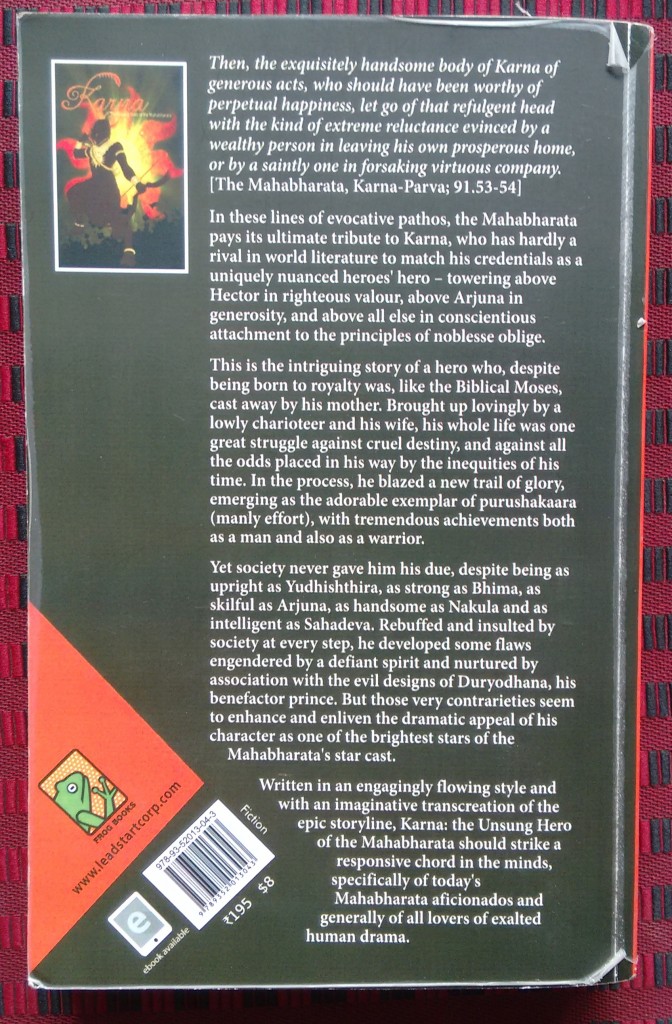 Karna
Then, the exquisitely handsome body of Karna of
generous acts, who should have been worthy of
perpetual happiness, let go of that refulgent head
with the kind of extreme reluctance evinced by a
wealthy person in leaving his own prosperous home,
or by a saintly one in forsaking virtuous company.
[The Mahabharata, Karna-Parva; 91.53-54]
In these lines of evocative pathos, the Mahabharata
pays its ultimate tribute to Karna, who has hardly a
rival in world literature to match his credentials as a
uniquely nuanced heroes' hero – towering above
Hector in righteous valour, above Arjuna in
generosity, and above all else in conscientious
attachment to the principles of noblesse oblige.
This is the intriguing story of a hero who, despite
being born to royalty was, like the Biblical Moses,
cast away by his mother. Brought up lovingly by a
lowly charioteer and his wife, his whole life was one
great struggle against cruel destiny, and against all
the odds placed in his way by the inequities of his
time. In the process, he blazed a new trail of glory,
emerging as the adorable exemplar of purushakaara
(manly effort), with tremendous achievements both
as a man and also as a warrior.
Yet society never gave him his due, despite being as
upright as Yudhishthira, as strong as Bhima, as
skilful as Arjuna, as handsome as Nakula and as
intelligent as Sahadeva. Rebuffed and insulted by
society at every step, he developed some flaws
engendered by a defiant spirit and nurtured by
association with the evil designs of Duryodhana, his
benefactor prince. But those very contrarieties seem
to enhance and enliven the dramatic appeal of his
character as one of the brightest stars of the
Mahabharata's star cast.
Written in an engagingly flowing style and
with an imaginative transcreation of the
epic storyline, Karna: the Unsung Hero
of the Mahabharata should strike a
responsive chord in the minds,
specifically of today's
Mahabharata aficionados and
generally of all lovers of exalted
human drama.
FROG BOOKS
www.leadstartcorp.com
Fiction
978-93-52013-04-3
9789352013043
₹195 $8
e
ebook available